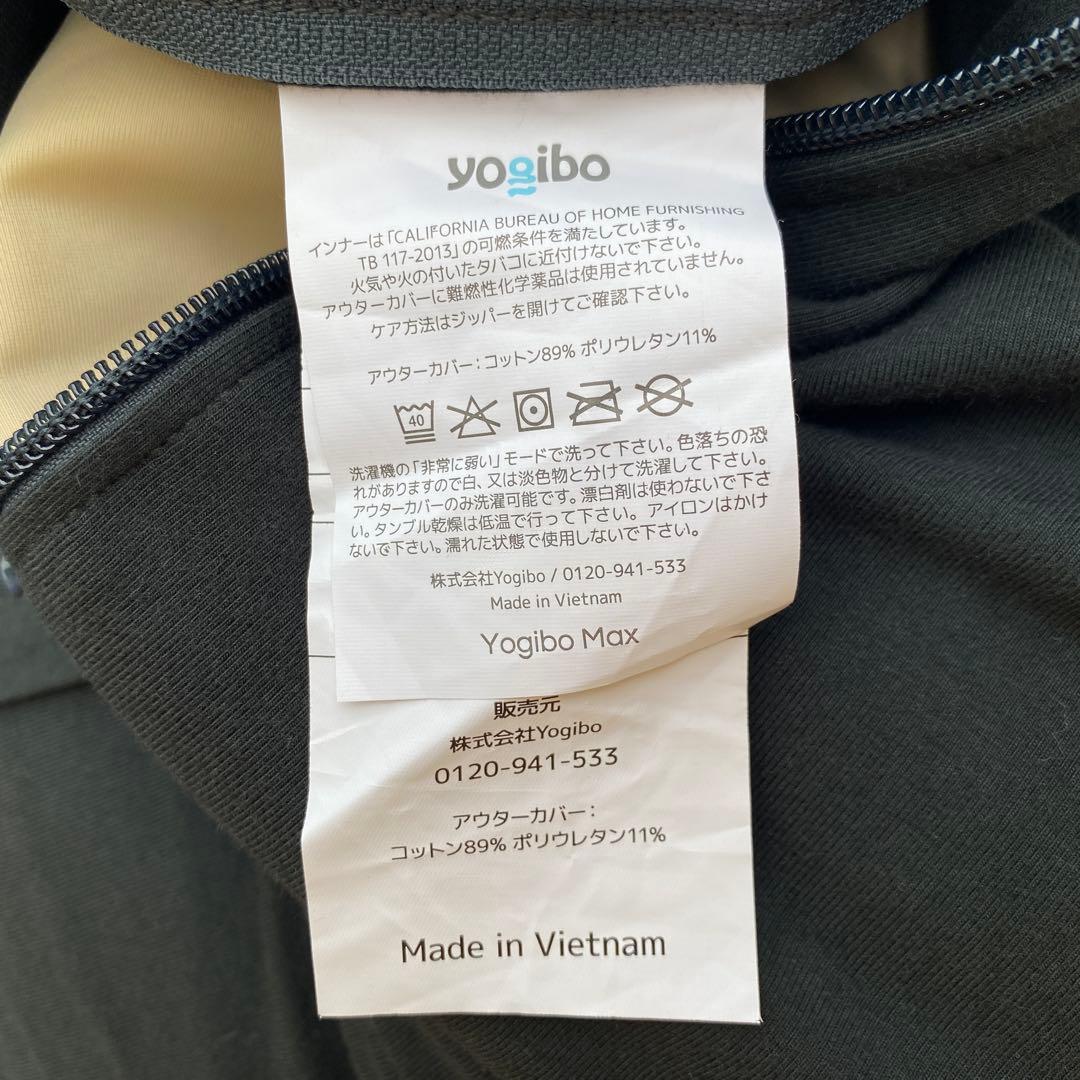 yogibo
インナーは「CALIFORNIA BUREAU OF HOME FURNISHING
TB 117-2013」の可燃条件を満たしています。
火気や火の付いたタバコに近付けないで下さい。
アウターカバーに難燃性化学薬品は使用されていません。
ケア方法はジッパーを開けてご確認下さい。
アウターカバー：コットン89% ポリウレタン11%
40
洗濯機の「非常に弱い」モードで洗って下さい。色落ちの恐
れがありますので白、又は淡色物と分けて洗濯して下さい。
アウターカバーのみ洗濯可能です。漂白剤は使わないで下さ
い。タンブル乾燥は低温で行って下さい。 アイロンはかけ
ないで下さい。濡れた状態で使用しないで下さい。
株式会社Yogibo / 0120-941-533
Made in Vietnam
Yogibo Max
販売元
株式会社Yogibo
0120-941-533
アウターカバー：
コットン89% ポリウレタン11%
Made in Vietnam